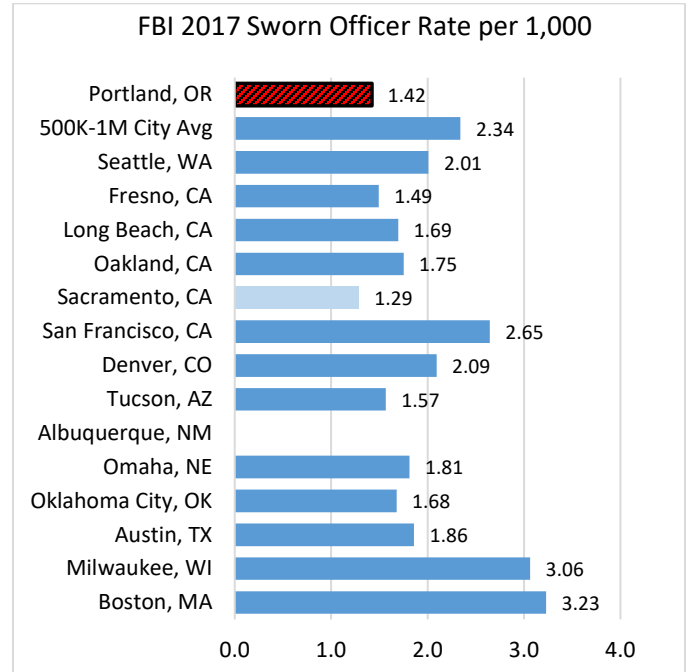 FBI 2017 Sworn Officer Rate per 1,000
Portland, OR 1.42
500K-1M City Avg 2.34
Seattle, WA 2.01
Fresno, CA 1.49
Long Beach, CA 1.69
Oakland, CA 1.75
Sacramento, CA 1.29
San Francisco, CA 2.65
Denver, CO 2.09
Tucson, AZ 1.57
Albuquerque, NM
Omaha, NE 1.81
Oklahoma City, OK 1.68
Austin, TX 1.86
Milwaukee, WI 3.06
Boston, MA 3.23
0.0 1.0 2.0 3.0 4.0